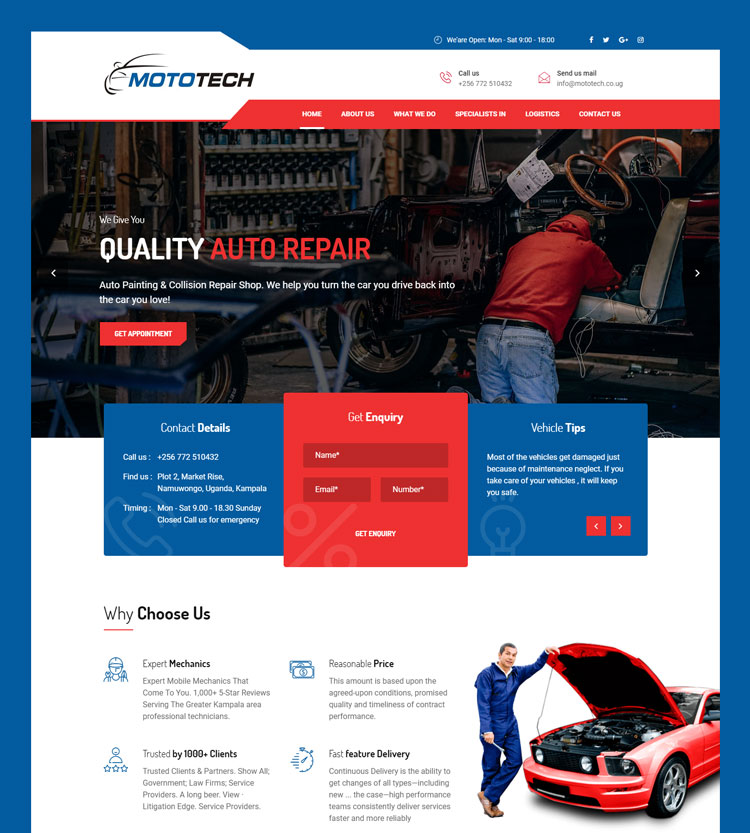 We'are Open: Mon - Sat 9:00 - 18:00
MOTOTECH
Call us
+256 772 510432
Send us mail
info@mototech.co.ug
HOME ABOUT US WHAT WE DO SPECIALISTS IN LOGISTICS CONTACT US
We Give You
QUALITY AUTO REPAIR
Auto Painting & Collision Repair Shop. We help you turn the car you drive back into
the car you love!
GET APPOINTMENT
Contact Details
Call us : +256 772 510432
Find us : Plot 2, Market Rise,
Namuwongo, Uganda, Kampala
Timing : Mon - Sat 9.00 - 18.30 Sunday
Closed Call us for emergency
Get Enquiry
Name*
Email* Number*
GET ENQUIRY
Vehicle Tips
Most of the vehicles get damaged just
because of maintenance neglect. If you
take care of your vehicles , it will keep
you safe.
Why Choose Us
Expert Mechanics
Expert Mobile Mechanics That
Come To You. 1,000+ 5-Star Reviews
Serving The Greater Kampala area
professional technicians.
Reasonable Price
This amount is based upon the
agreed-upon conditions, promised
quality and timeliness of contract
performance.
Trusted by 1000+ Clients
Trusted Clients & Partners. Show All;
Government; Law Firms; Service
Providers. A long beer. View ·
Litigation Edge. Service Providers.
Fast feature Delivery
Continuous Delivery is the ability to
get changes of all types—including
new ... the case—high performance
teams consistently deliver services
faster and more reliably